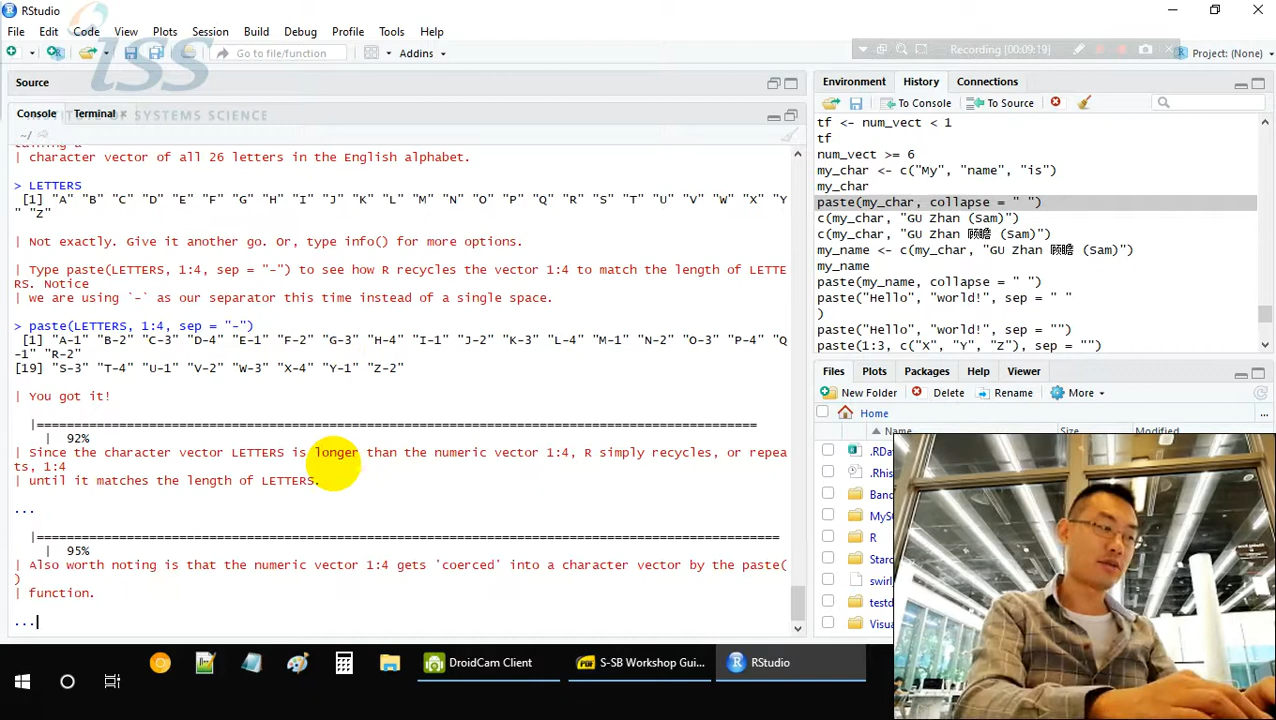 RStudio
File Edit Code View Plots Session Build Debug Profile Tools Help
Go to file/function
Addins
Recording [00:09:19]
Project: (None)
iss
INSTITUTE OF SYSTEMS SCIENCE
Source
Console Terminal
~/
| character vector of all 26 letters in the English alphabet.
> LETTERS
[1] "A" "B" "C" "D" "E" "F" "G" "H" "I" "J" "K" "L" "M" "N" "O" "P" "Q" "R" "S" "T" "U" "V" "W" "X" "Y
" "Z"
| Not exactly. Give it another go. Or, type info() for more options.
| Type paste(LETTERS, 1:4, sep = "-") to see how R recycles the vector 1:4 to match the length of LETTE
RS. Notice
| we are using `-` as our separator this time instead of a single space.
> paste(LETTERS, 1:4, sep = "-")
[1] "A-1" "B-2" "C-3" "D-4" "E-1" "F-2" "G-3" "H-4" "I-1" "J-2" "K-3" "L-4" "M-1" "N-2" "O-3" "P-4" "Q
-1" "R-2"
[19] "S-3" "T-4" "U-1" "V-2" "W-3" "X-4" "Y-1" "Z-2"
| You got it!
|=================================================================================================
| 92%
| Since the character vector LETTERS is longer than the numeric vector 1:4, R simply recycles, or repea
ts, 1:4
| until it matches the length of LETTERS.
...
|====================================================================================================
| 95%
| Also worth noting is that the numeric vector 1:4 gets 'coerced' into a character vector by the paste(
)
| function.
...
Environment History Connections
To Console To Source
tf <- num_vect < 1
tf
num_vect >= 6
my_char <- c("My", "name", "is")
my_char
paste(my_char, collapse = " ")
c(my_char, "GU Zhan (Sam)")
c(my_char, "GU Zhan 顾瞻 (Sam)")
my_name <- c(my_char, "GU Zhan 顾瞻 (Sam)")
my_name
paste(my_name, collapse = " ")
paste("Hello", "world!", sep = " "
)
paste("Hello", "world!", sep = "")
paste(1:3, c("X", "Y", "Z"), sep = "")
Files Plots Packages Help Viewer
New Folder Delete Rename More
Home ...
Name Size Modified
.RDa
.Rhis
Band
MyS
R
Starc
swirl
testd
Visua
DroidCam Client
S-SB Workshop Gui...
RStudio